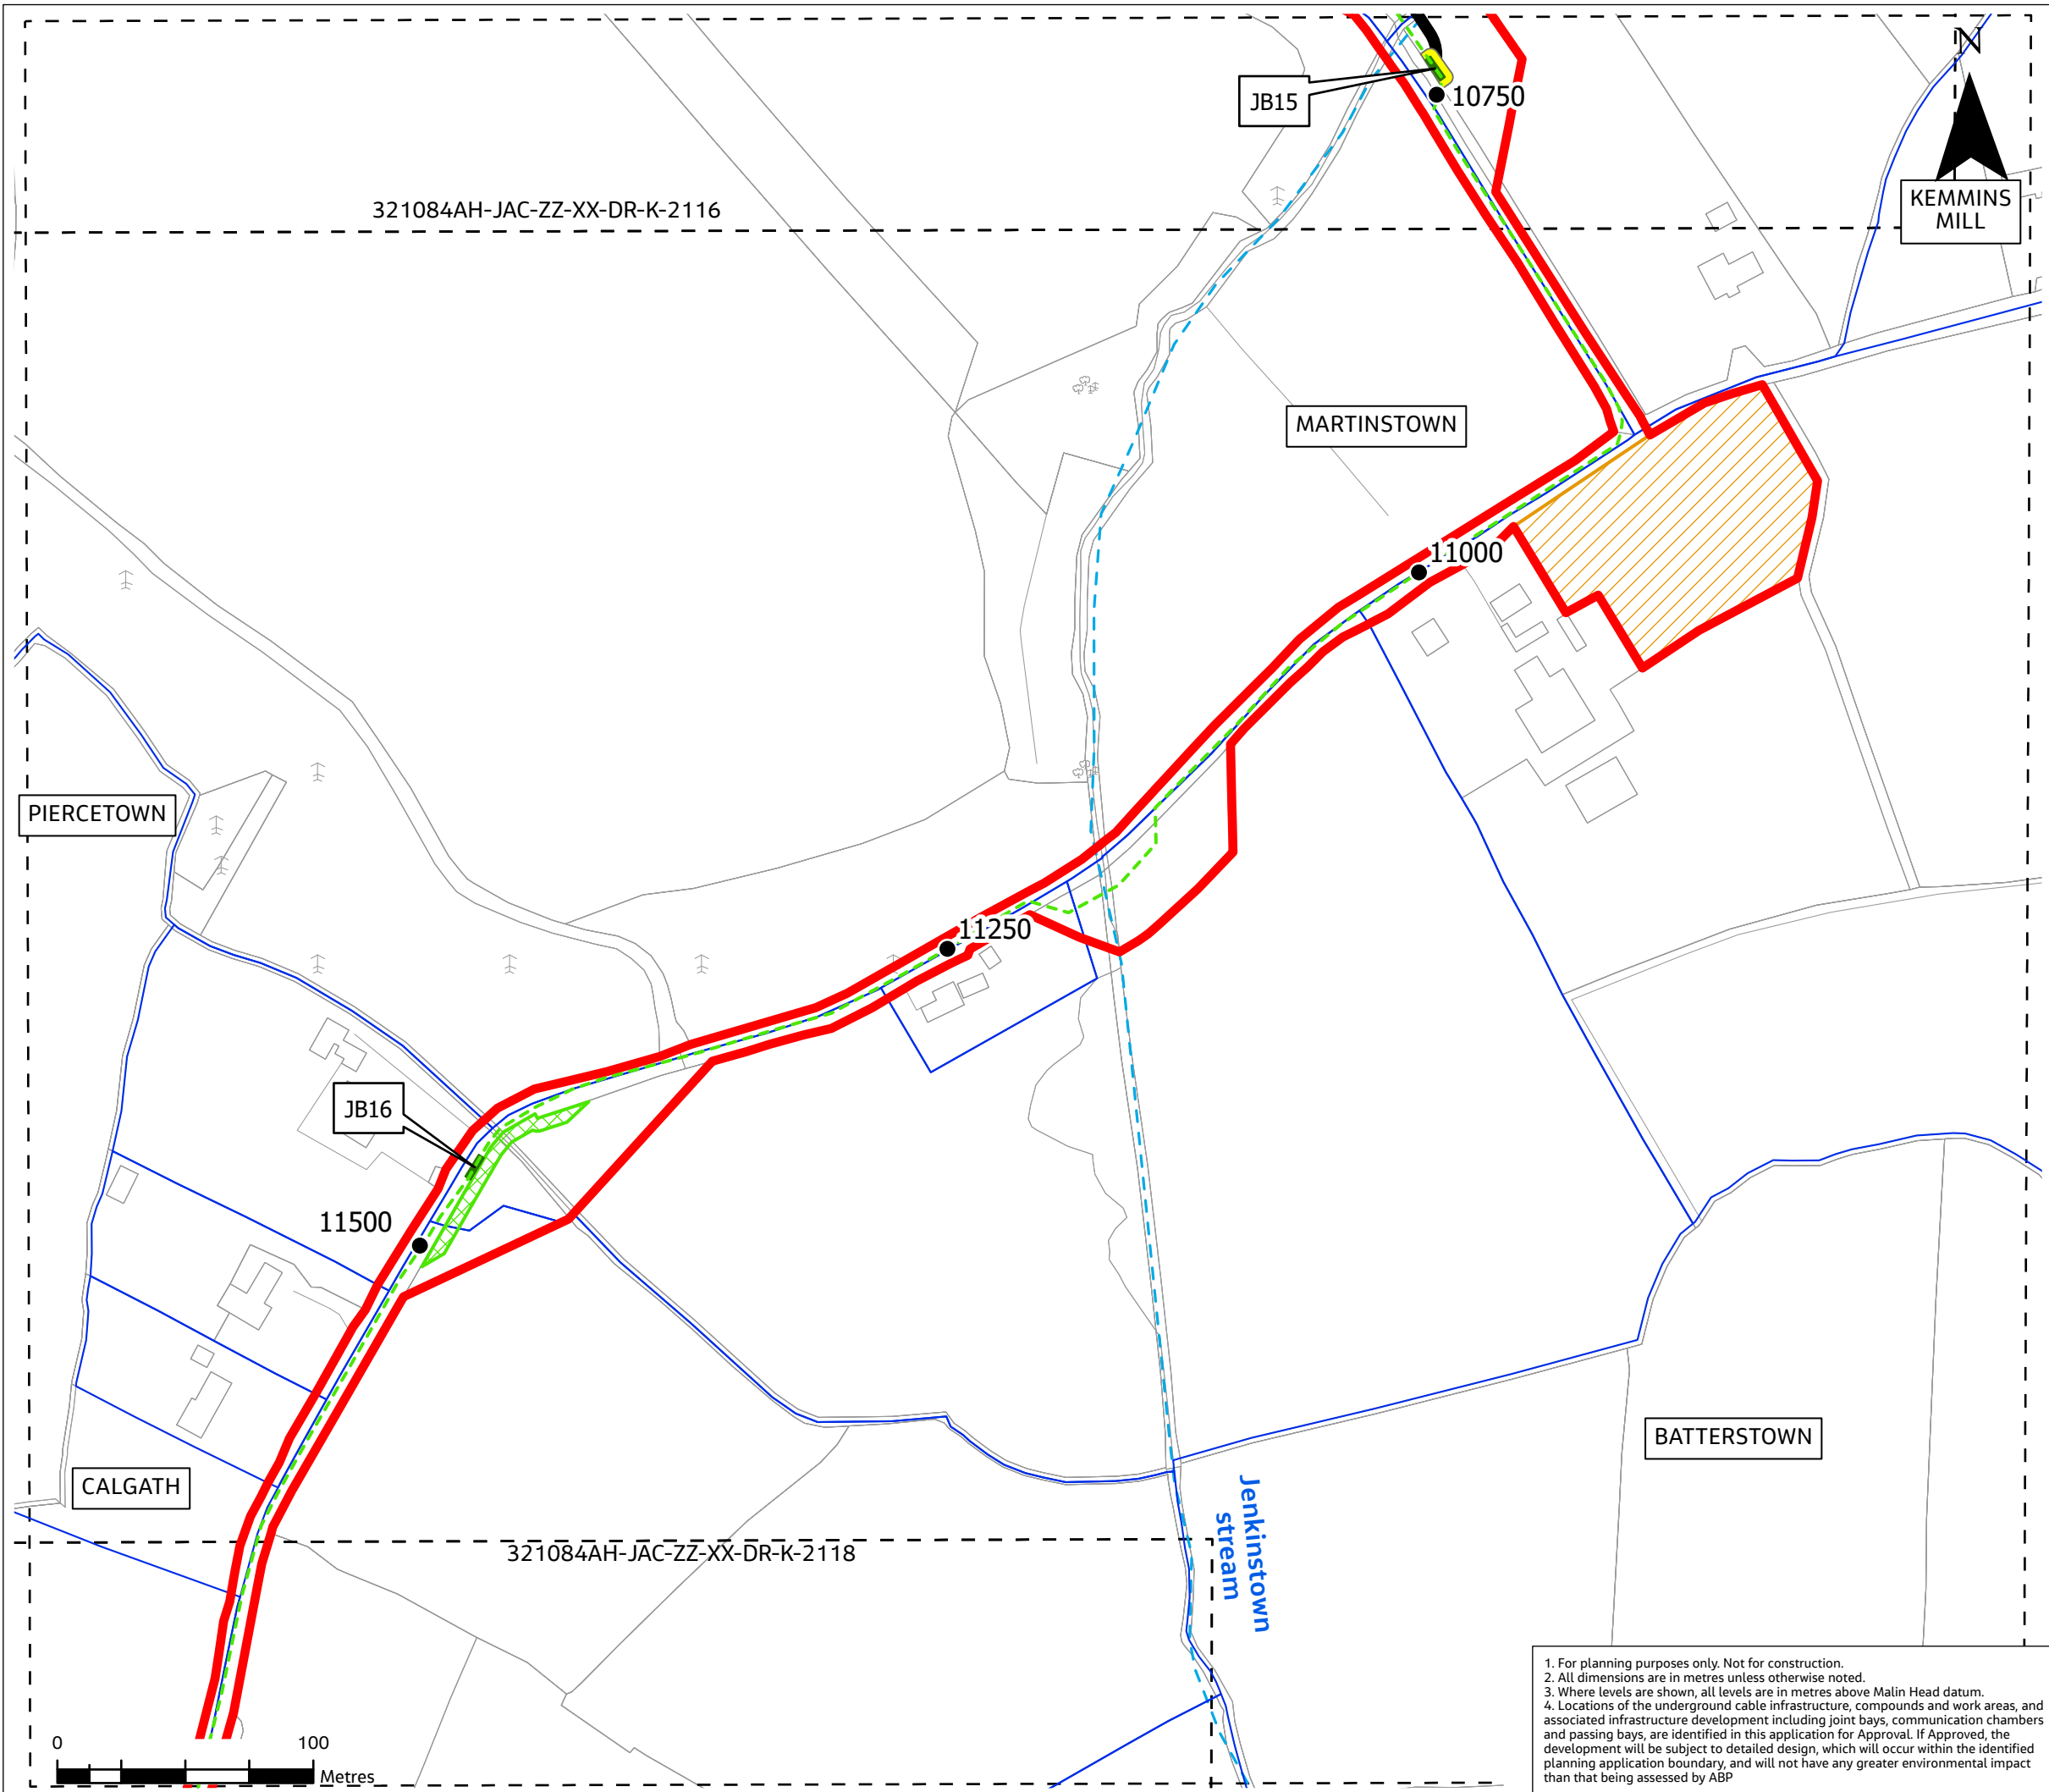 N
JB15
10750
KEMMINS
MILL
321084AH-JAC-ZZ-XX-DR-K-2116
MARTINSTOWN
11000
PIERCETOWN
11250
JB16
11500
BATTERSTOWN
CALGATH
Jenkinstown
stream
321084AH-JAC-ZZ-XX-DR-K-2118
0 100
Metres
1. For planning purposes only. Not for construction.
2. All dimensions are in metres unless otherwise noted.
3. Where levels are shown, all levels are in metres above Malin Head datum.
4. Locations of the underground cable infrastructure, compounds and work areas, and
associated infrastructure development including joint bays, communication chambers
and passing bays, are identified in this application for Approval. If Approved, the
development will be subject to detailed design, which will occur within the identified
planning application boundary, and will not have any greater environmental impact
than that being assessed by ABP